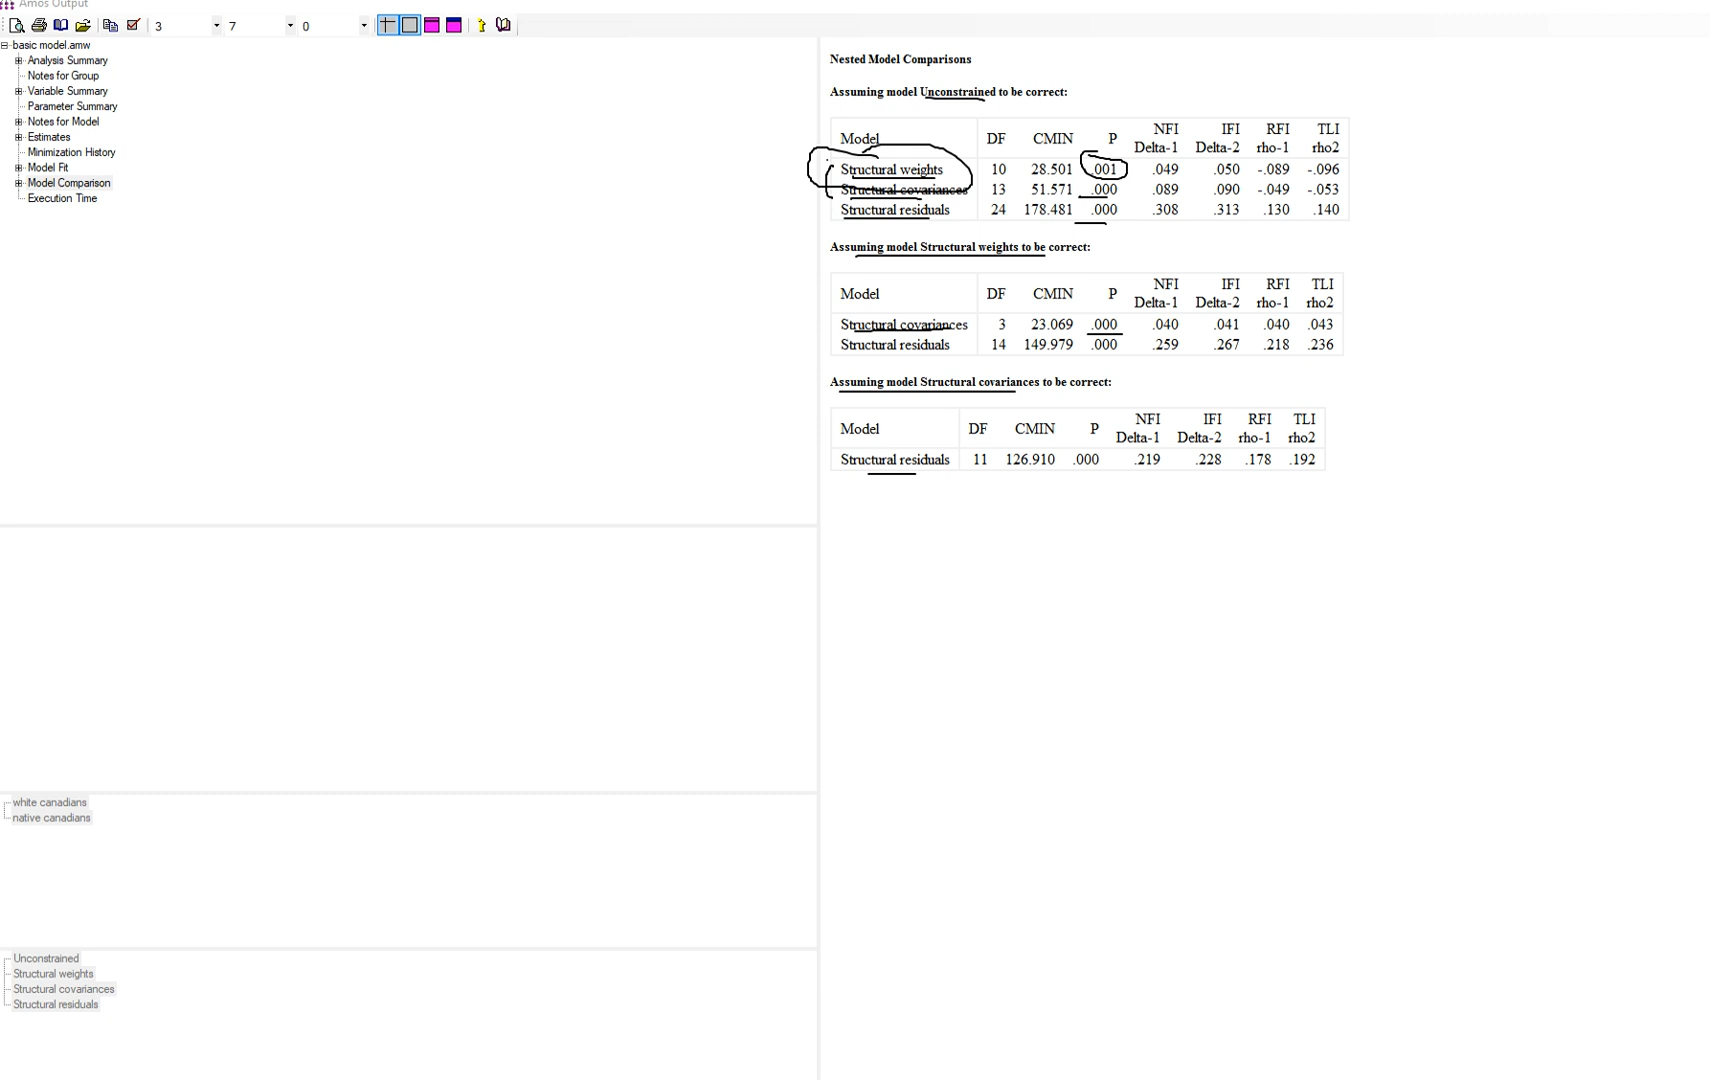 Amos Output
3 7 0
basic model.amw
Analysis Summary
Notes for Group
Variable Summary
Parameter Summary
Notes for Model
Estimates
Minimization History
Model Fit
Model Comparison
Execution Time
white canadians
native canadians
Unconstrained
Structural weights
Structural covariances
Structural residuals
Nested Model Comparisons
Assuming model Unconstrained to be correct:
Model DF CMIN P NFI Delta-1 IFI Delta-2 RFI rho-1 TLI rho2
Structural weights 10 28.501 .001 .049 .050 -.089 -.096
Structural covariances 13 51.571 .000 .089 .090 -.049 -.053
Structural residuals 24 178.481 .000 .308 .313 .130 .140
Assuming model Structural weights to be correct:
Model DF CMIN P NFI Delta-1 IFI Delta-2 RFI rho-1 TLI rho2
Structural covariances 3 23.069 .000 .040 .041 .040 .043
Structural residuals 14 149.979 .000 .259 .267 .218 .236
Assuming model Structural covariances to be correct:
Model DF CMIN P NFI Delta-1 IFI Delta-2 RFI rho-1 TLI rho2
Structural residuals 11 126.910 .000 .219 .228 .178 .192